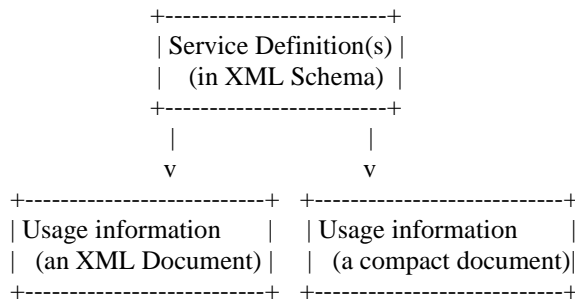 +-------------------------+
| Service Definition(s) |
| (in XML Schema) |
+-------------------------+
| |
v v
+---------------------------+ +----------------------------+
| Usage information | | Usage information |
| (an XML Document) | | (a compact document)|
+---------------------------+ +----------------------------+